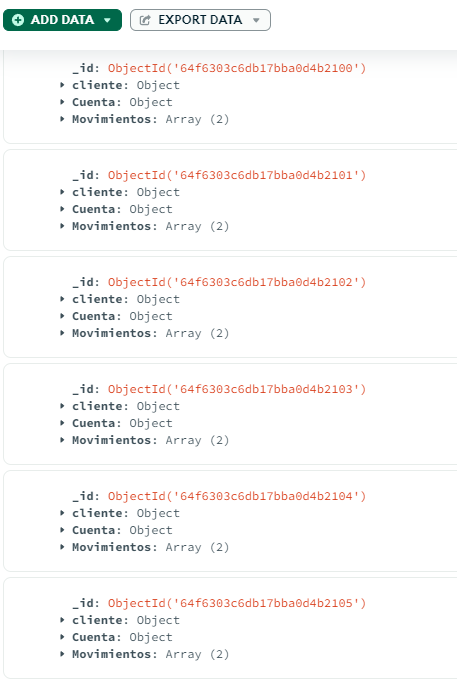 ADD DATA
EXPORT DATA
_id: ObjectId('64f6303c6db17bba0d4b2100')
cliente: Object
Cuenta: Object
Movimientos: Array (2)
_id: ObjectId('64f6303c6db17bba0d4b2101')
cliente: Object
Cuenta: Object
Movimientos: Array (2)
_id: ObjectId('64f6303c6db17bba0d4b2102')
cliente: Object
Cuenta: Object
Movimientos: Array (2)
_id: ObjectId('64f6303c6db17bba0d4b2103')
cliente: Object
Cuenta: Object
Movimientos: Array (2)
_id: ObjectId('64f6303c6db17bba0d4b2104')
cliente: Object
Cuenta: Object
Movimientos: Array (2)
_id: ObjectId('64f6303c6db17bba0d4b2105')
cliente: Object
Cuenta: Object
Movimientos: Array (2)